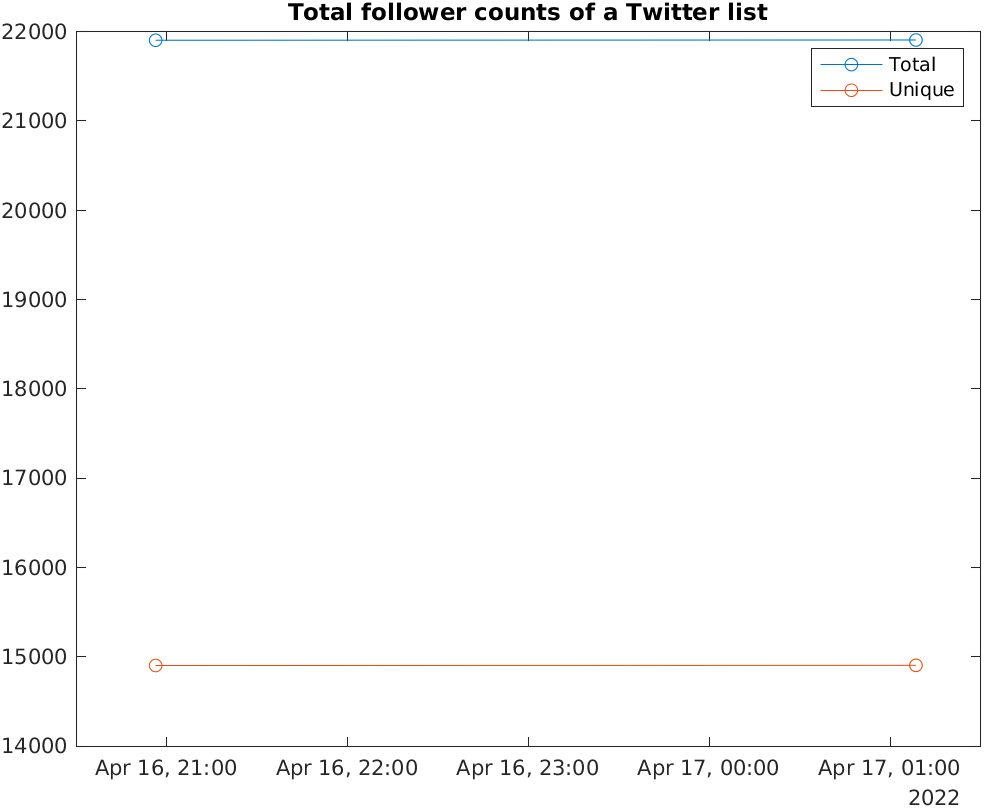 Total follower counts of a Twitter list
22000
21000
20000
19000
18000
17000
16000
15000
14000
Total
Unique
Apr 16, 21:00 Apr 16, 22:00 Apr 16, 23:00 Apr 17, 00:00 Apr 17, 01:00
2022